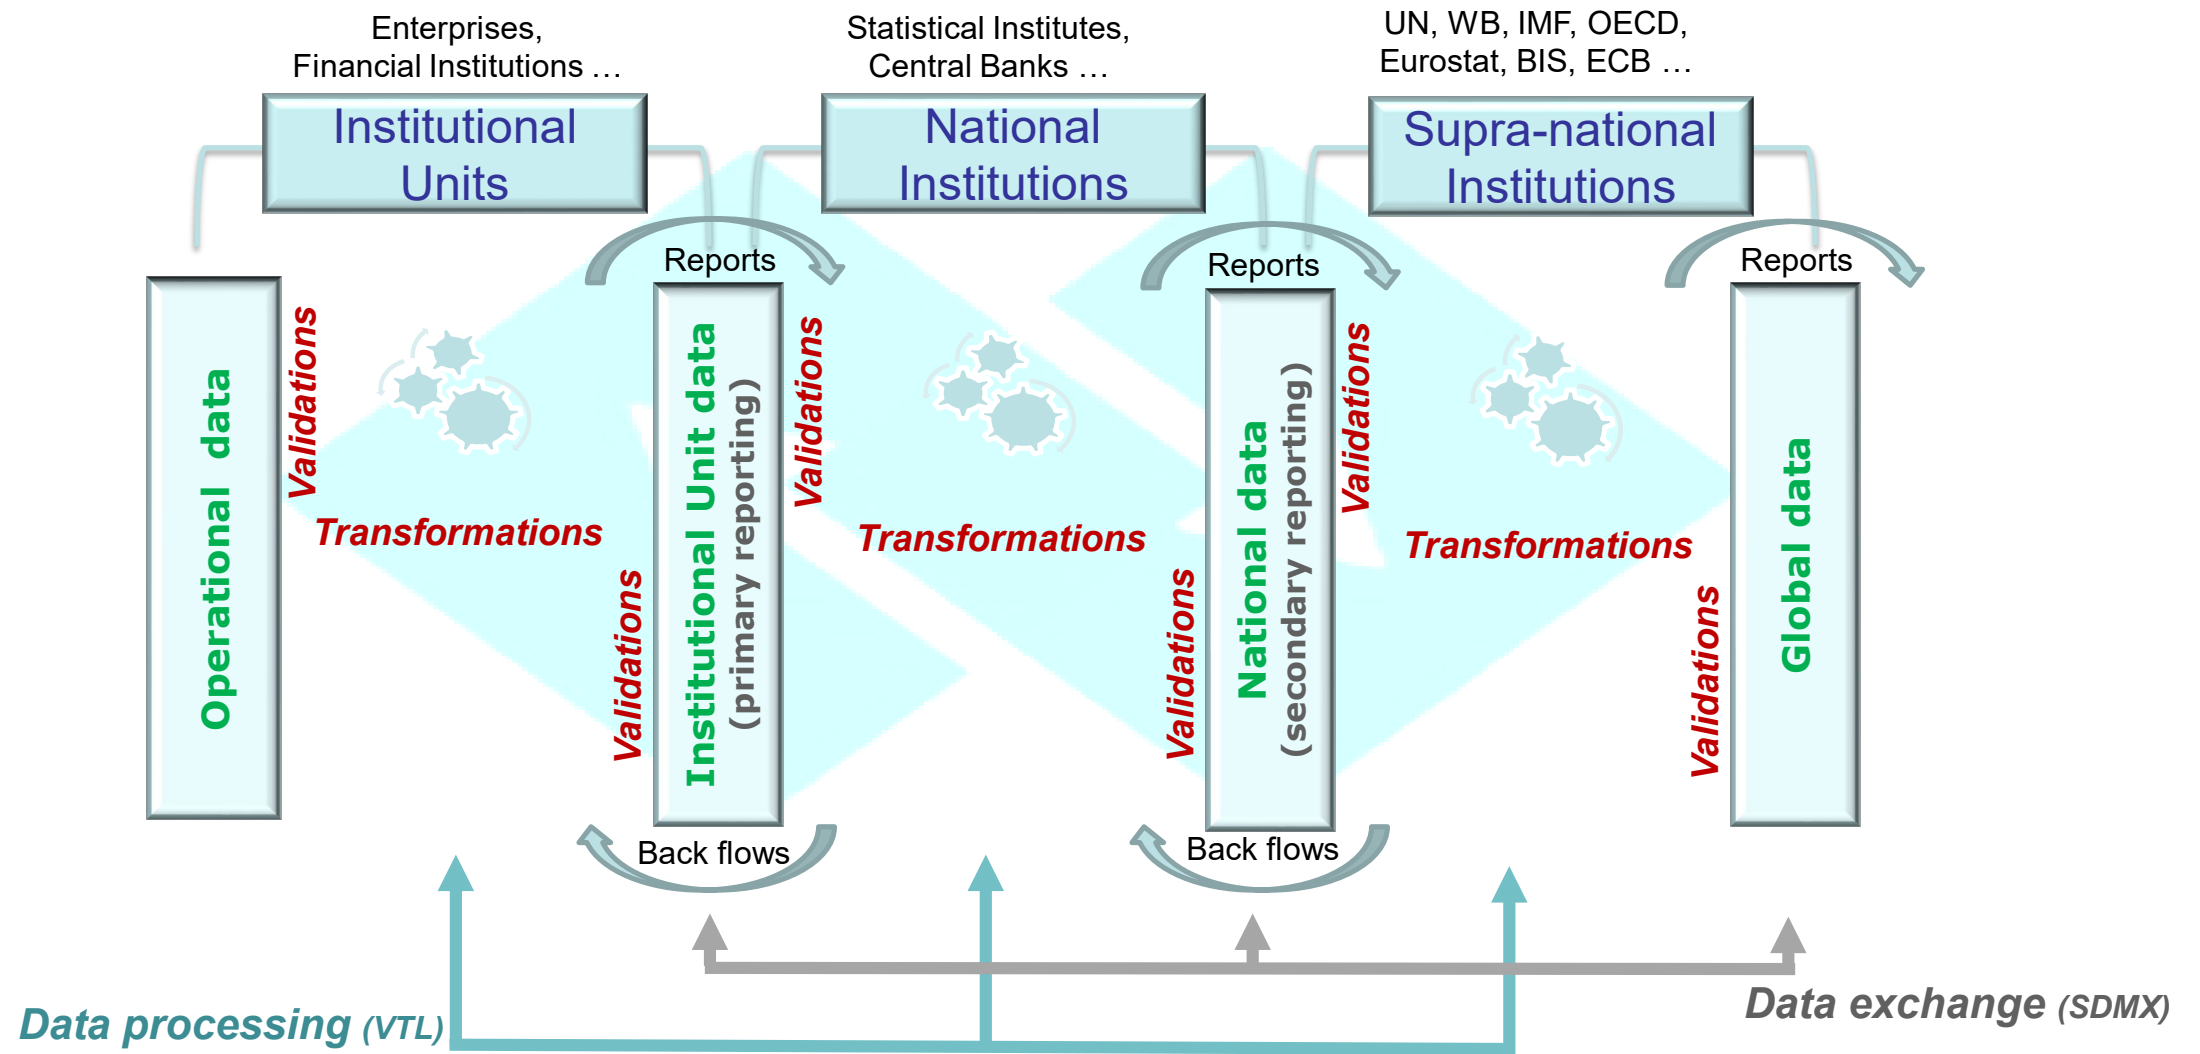 Enterprises,
Financial Institutions …
Statistical Institutes,
Central Banks …
UN, WB, IMF, OECD,
Eurostat, BIS, ECB …
Institutional
Units
National
Institutions
Supra-national
Institutions
Reports
Reports
Reports
Operational data
Validations
Transformations
Validations
Institutional Unit data
(primary reporting)
Validations
Transformations
Validations
National data
(secondary reporting)
Validations
Transformations
Validations
Global data
Back flows
Back flows
Data processing (VTL)
Data exchange (SDMX)